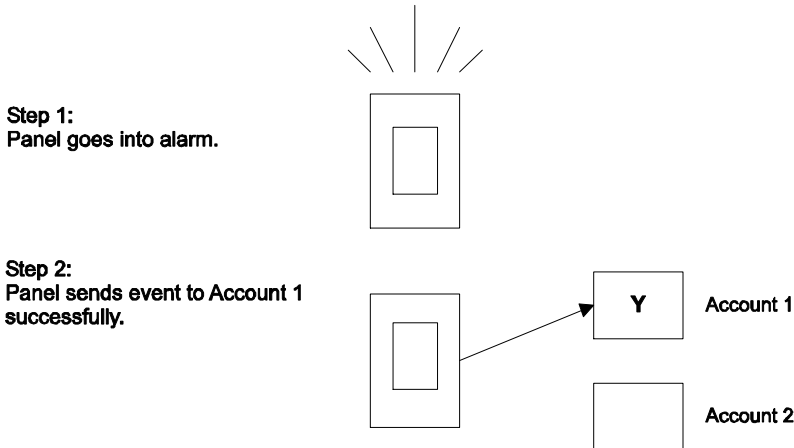 Step 1:
Panel goes into alarm.
Step 2:
Panel sends event to Account 1
successfully.
Y
Account 1
Account 2